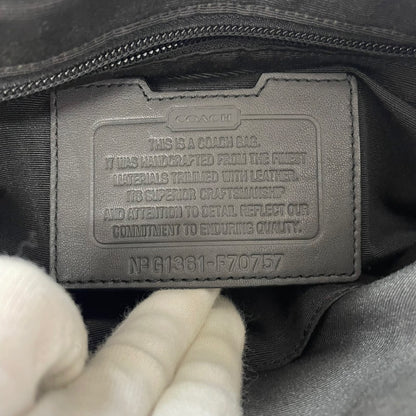 COACH
THIS IS A COACH BAG.
IT WAS HANDCRAFTED FROM THE FINEST
MATERIALS TRIMMED WITH LEATHER.
ITS SUPERIOR CRAFTSMANSHIP
AND ATTENTION TO DETAIL REFLECT OUR
COMMITMENT TO ENDURING QUALITY.
Nº G1361-F70757